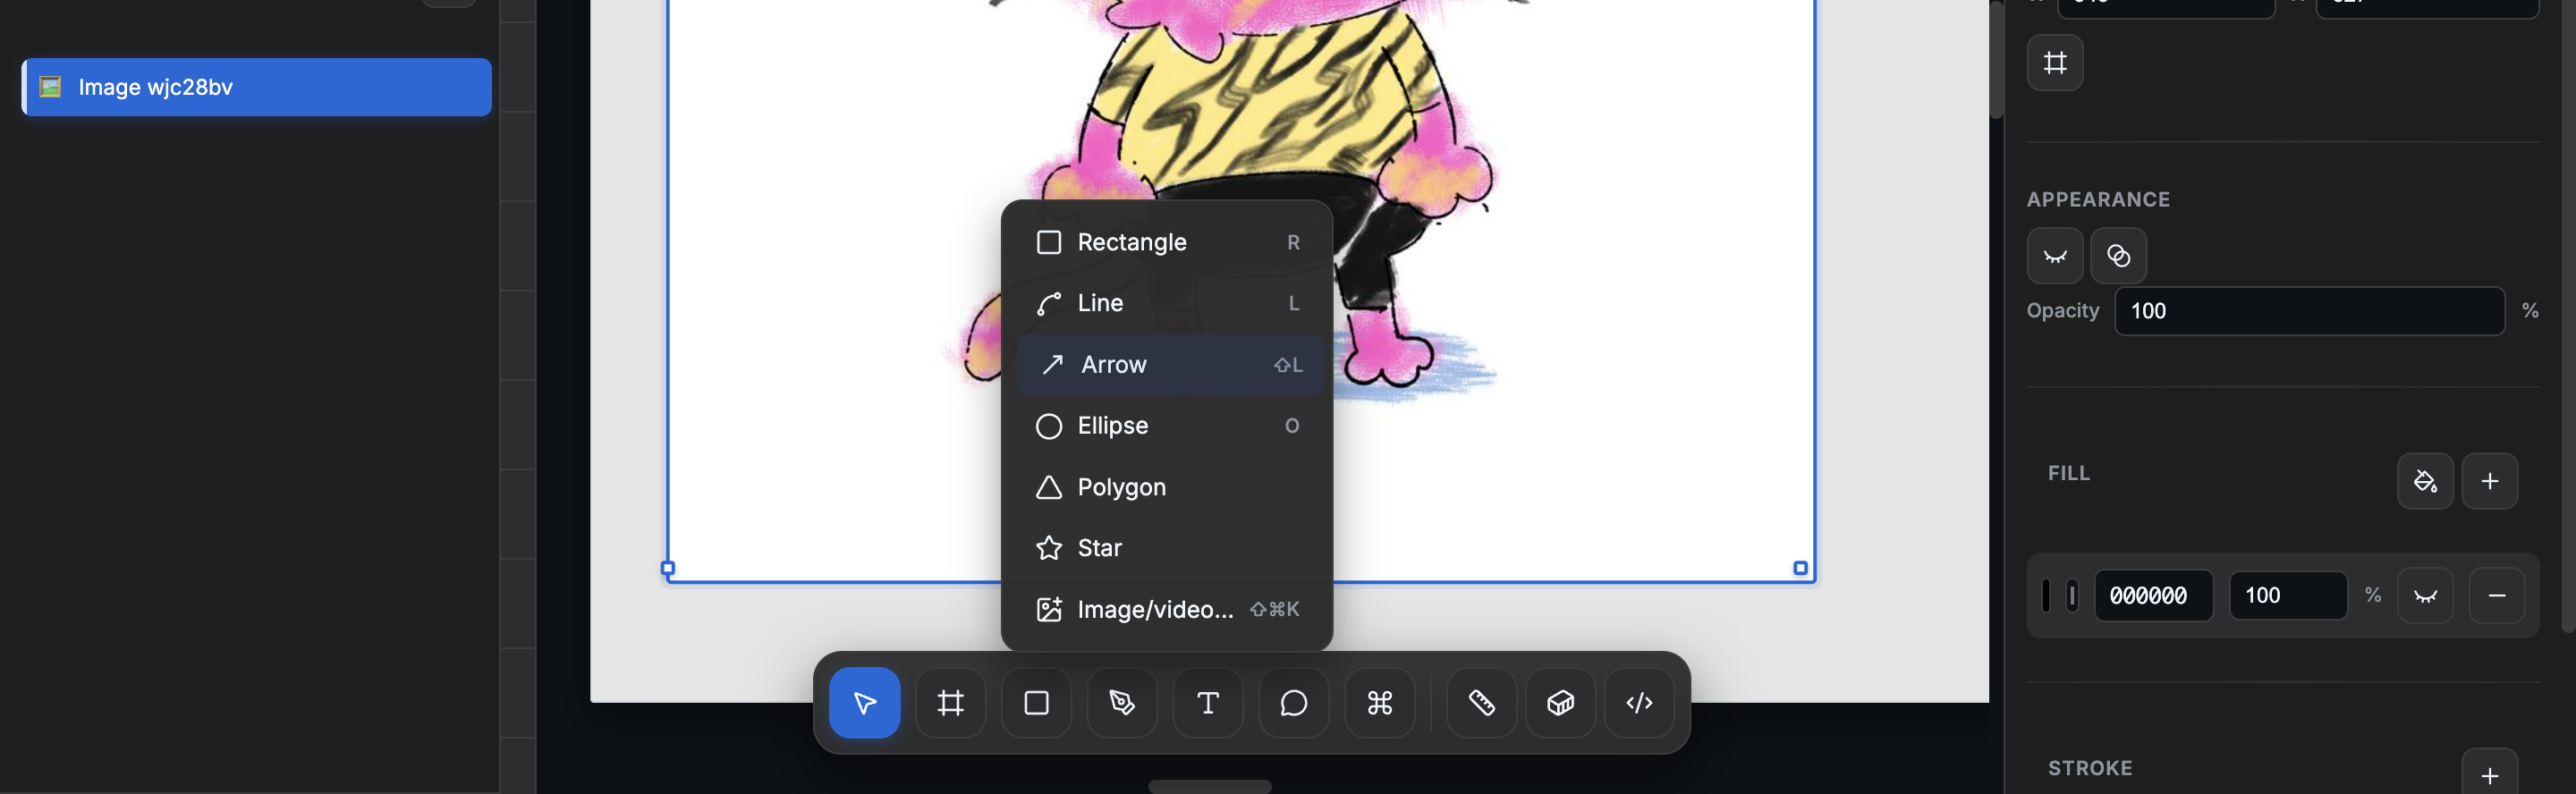 Image wjc28bv
Rectangle R
Line L
Arrow ⇧L
Ellipse O
Polygon
Star
Image/video... ⇧⌘K
APPEARANCE
Opacity 100 %
FILL
000000 100 %
STROKE